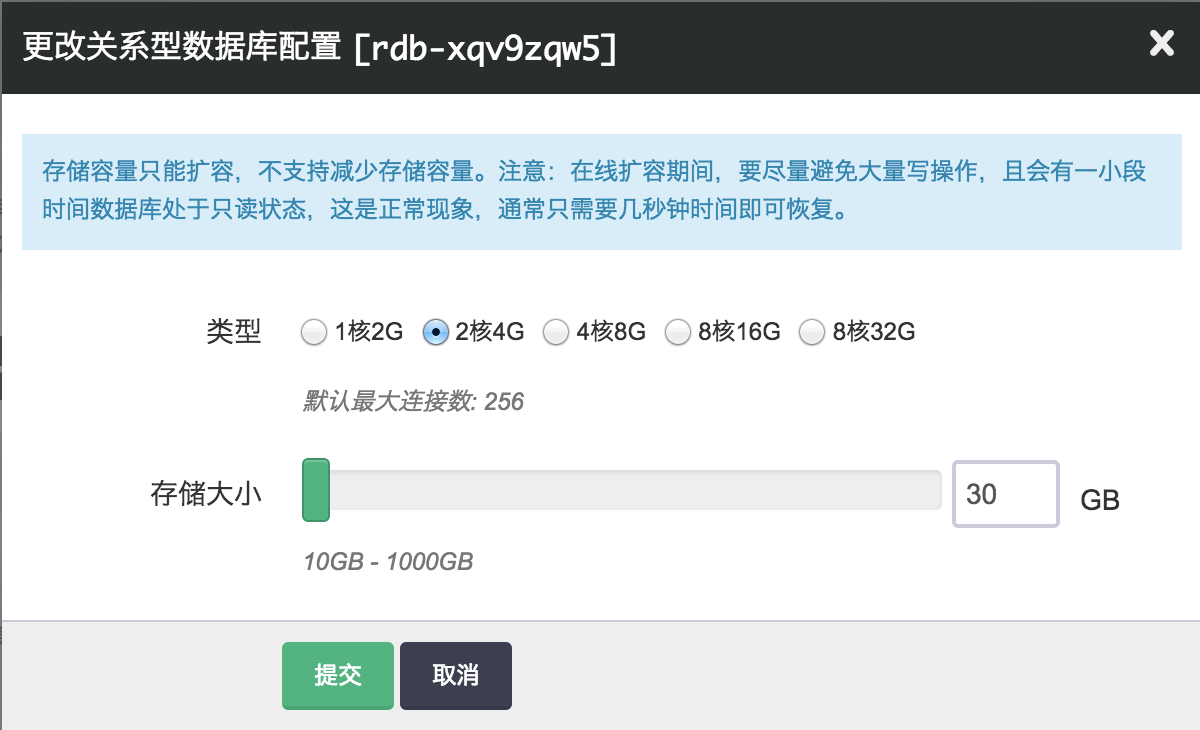 更改关系型数据库配置 [rdb-xqv9zqw5]
存储容量只能扩容，不支持减少存储容量。注意：在线扩容期间，要尽量避免大量写操作，且会有一小段
时间数据库处于只读状态，这是正常现象，通常只需要几秒钟时间即可恢复。
类型 1核2G 2核4G 4核8G 8核16G 8核32G
默认最大连接数: 256
存储大小 30 GB
10GB - 1000GB
提交 取消